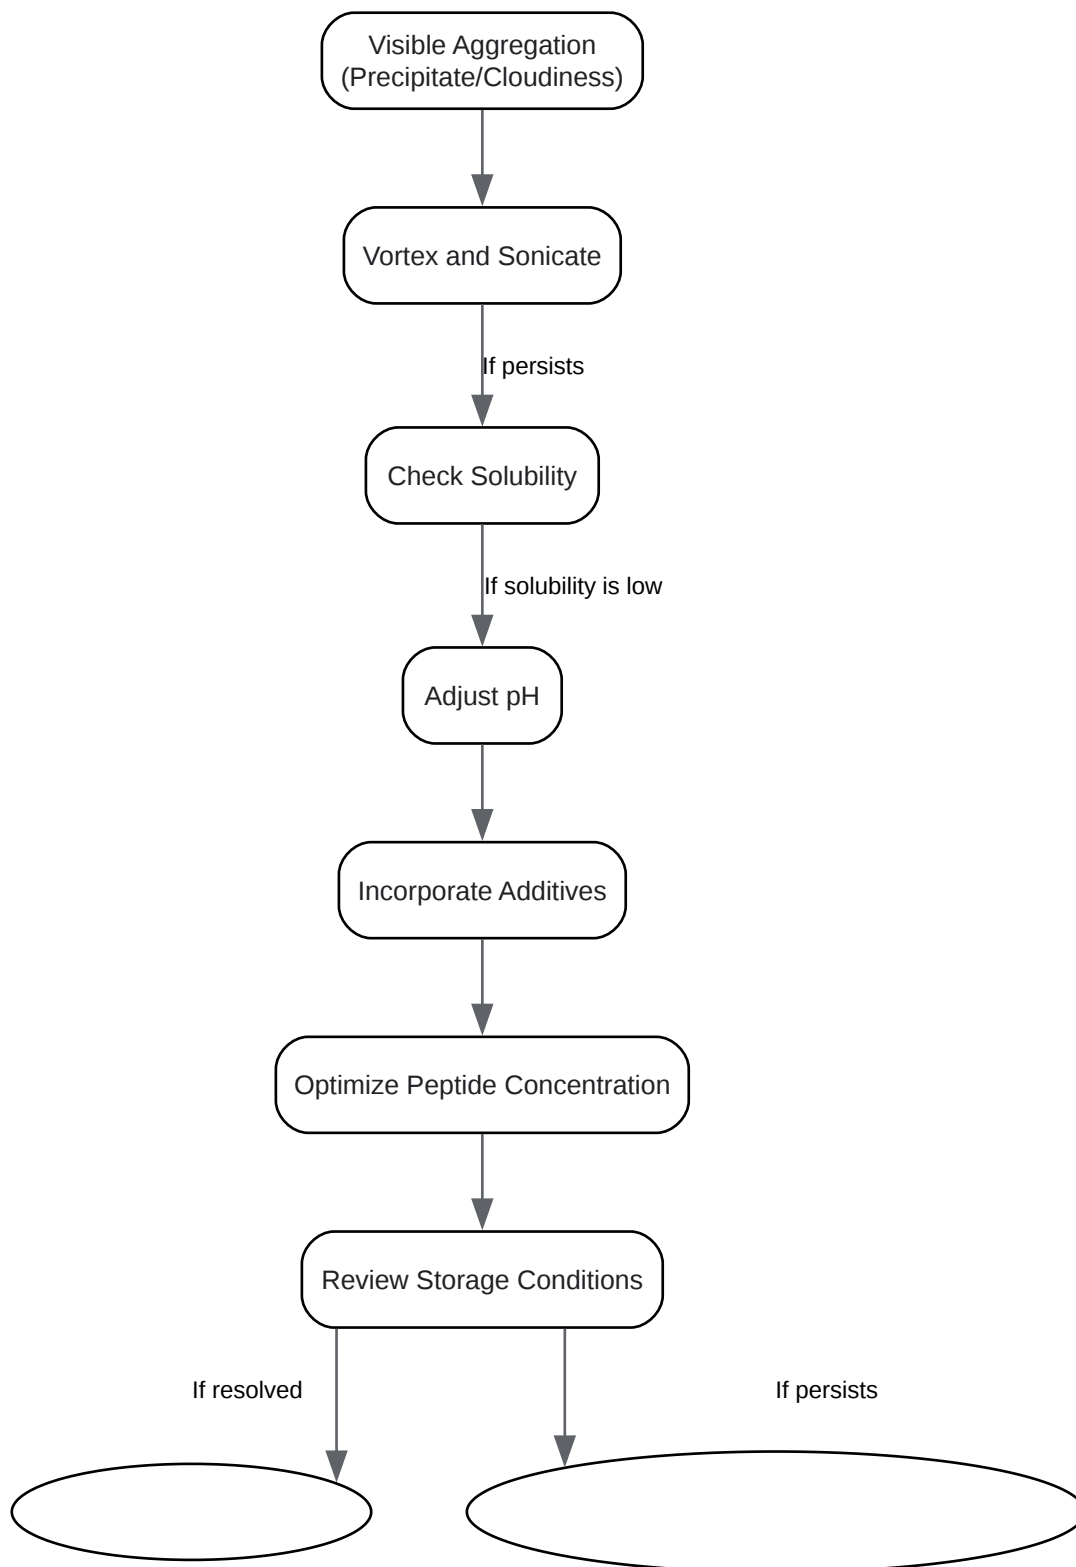 Visible Aggregation
(Precipitate/Cloudiness)
Vortex and Sonicate
If persists
Check Solubility
If solubility is low
Adjust pH
Incorporate Additives
Optimize Peptide Concentration
Review Storage Conditions
If resolved
If persists